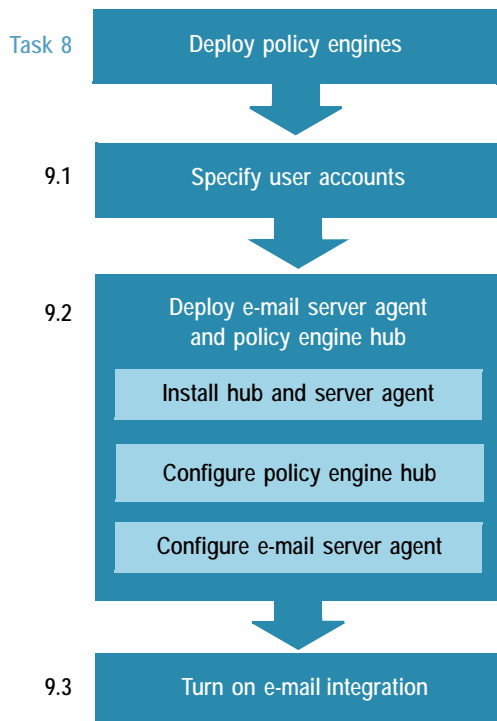 Task 8 Deploy policy engines
9.1 Specify user accounts
9.2 Deploy e-mail server agent
and policy engine hub
Install hub and server agent
Configure policy engine hub
Configure e-mail server agent
9.3 Turn on e-mail integration